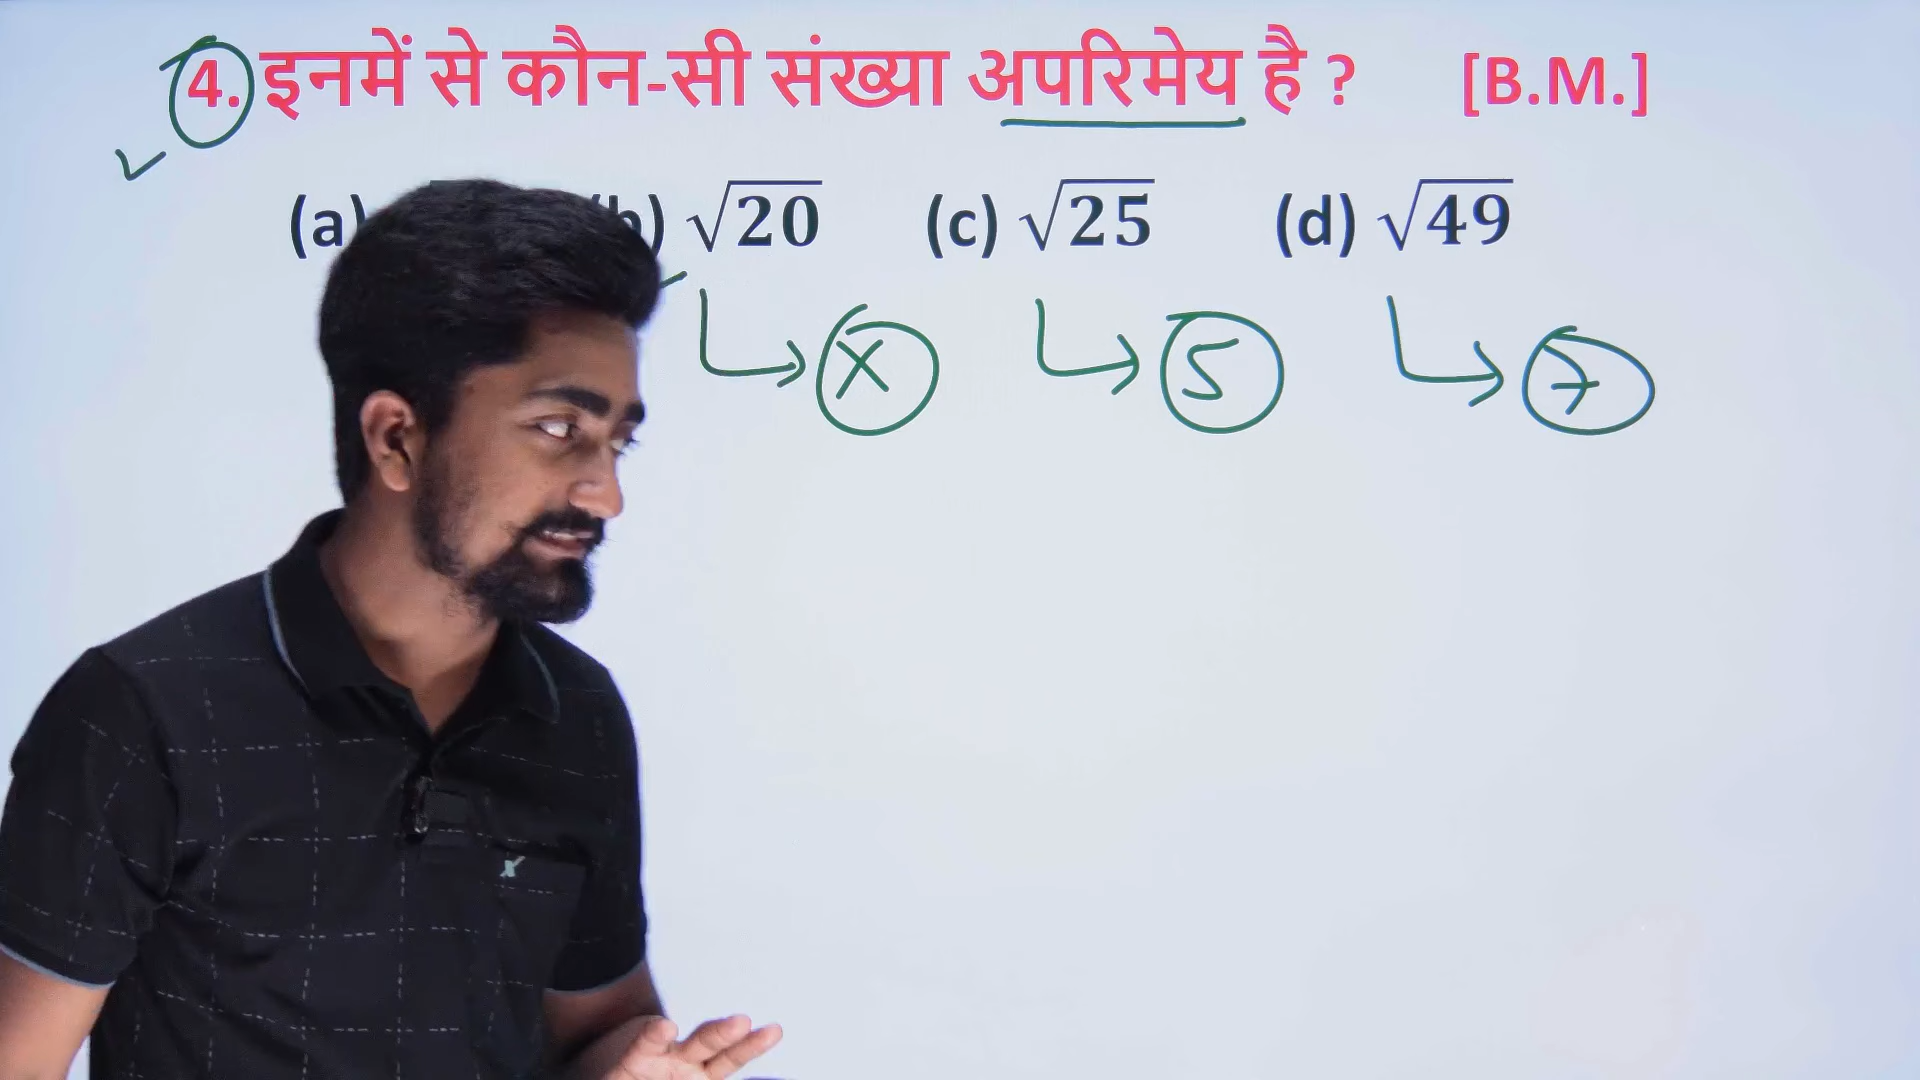 4. इनमें से कौन-सी संख्या अपरिमेय है ? [B.M.]
(a) (b) √20 (c) √25 (d) √49
X 5 7